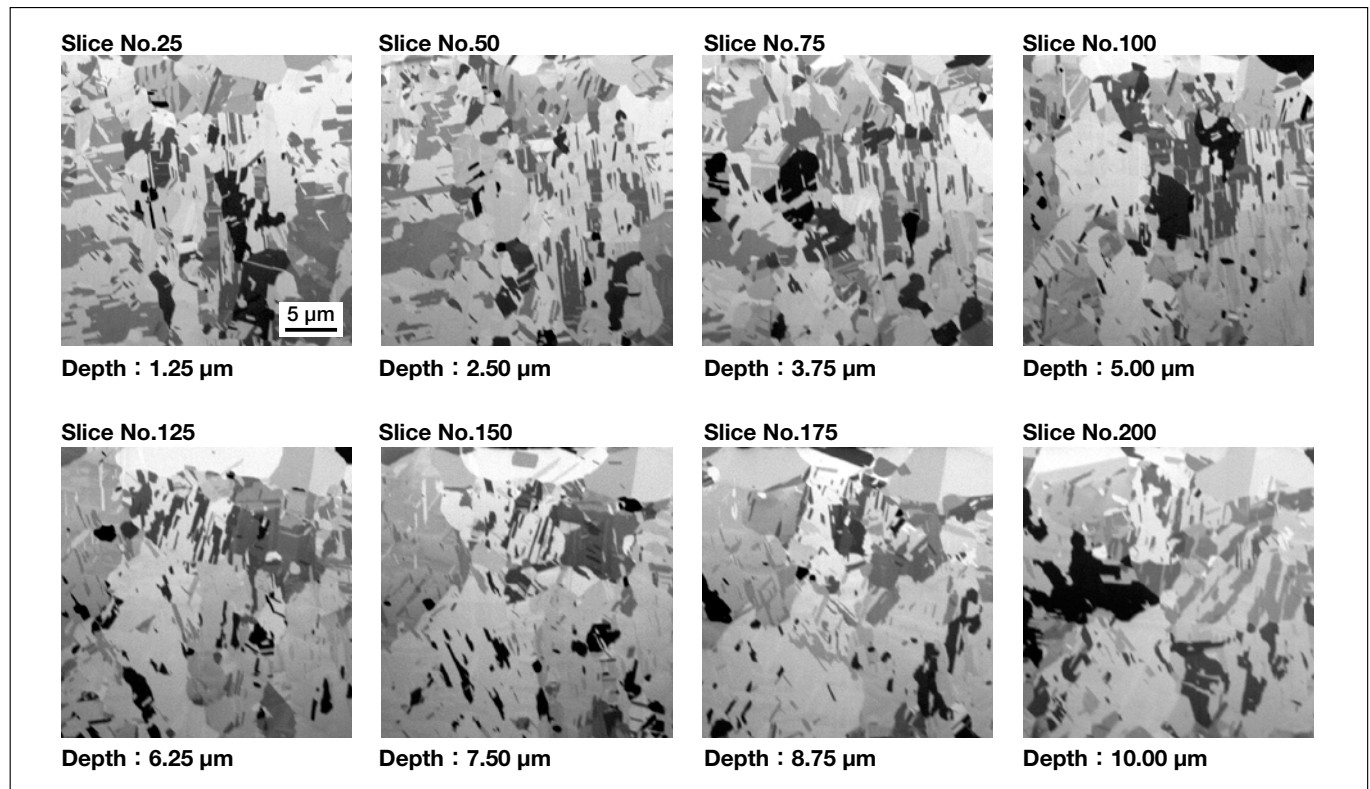 Slice No.25
Slice No.50
Slice No.75
Slice No.100
5 μm
Depth：1.25 μm
Depth：2.50 μm
Depth：3.75 μm
Depth：5.00 μm
Slice No.125
Slice No.150
Slice No.175
Slice No.200
Depth：6.25 μm
Depth：7.50 μm
Depth：8.75 μm
Depth：10.00 μm